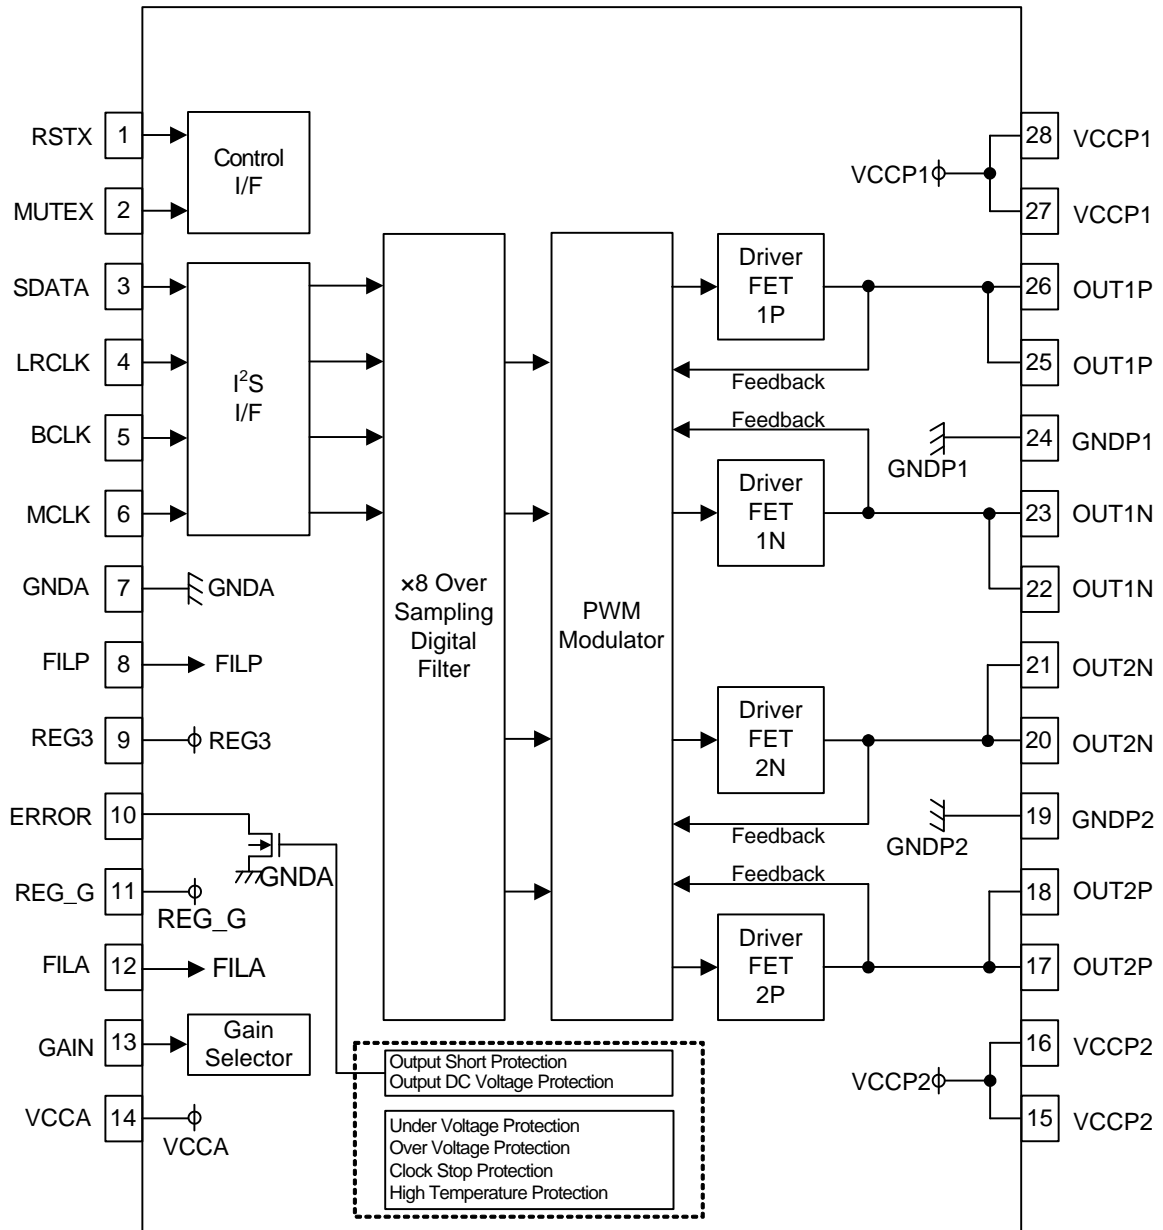 RSTX 1
MUTEX 2
SDATA 3
LRCLK 4
BCLK 5
MCLK 6
GNDA 7
FILP 8
REG3 9
ERROR 10
REG_G 11
FILA 12
GAIN 13
VCCA 14
Control
I/F
I²S
I/F
GNDA
FILP
REG3
GNDA
REG_G
FILA
Gain
Selector
VCCA
×8 Over
Sampling
Digital
Filter
PWM
Modulator
Driver
FET
1P
Feedback
Feedback
Driver
FET
1N
Driver
FET
2N
Feedback
Feedback
Driver
FET
2P
Output Short Protection
Output DC Voltage Protection
Under Voltage Protection
Over Voltage Protection
Clock Stop Protection
High Temperature Protection
VCCP1
GNDP1
GNDP2
VCCP2
28 VCCP1
27 VCCP1
26 OUT1P
25 OUT1P
24 GNDP1
23 OUT1N
22 OUT1N
21 OUT2N
20 OUT2N
19 GNDP2
18 OUT2P
17 OUT2P
16 VCCP2
15 VCCP2